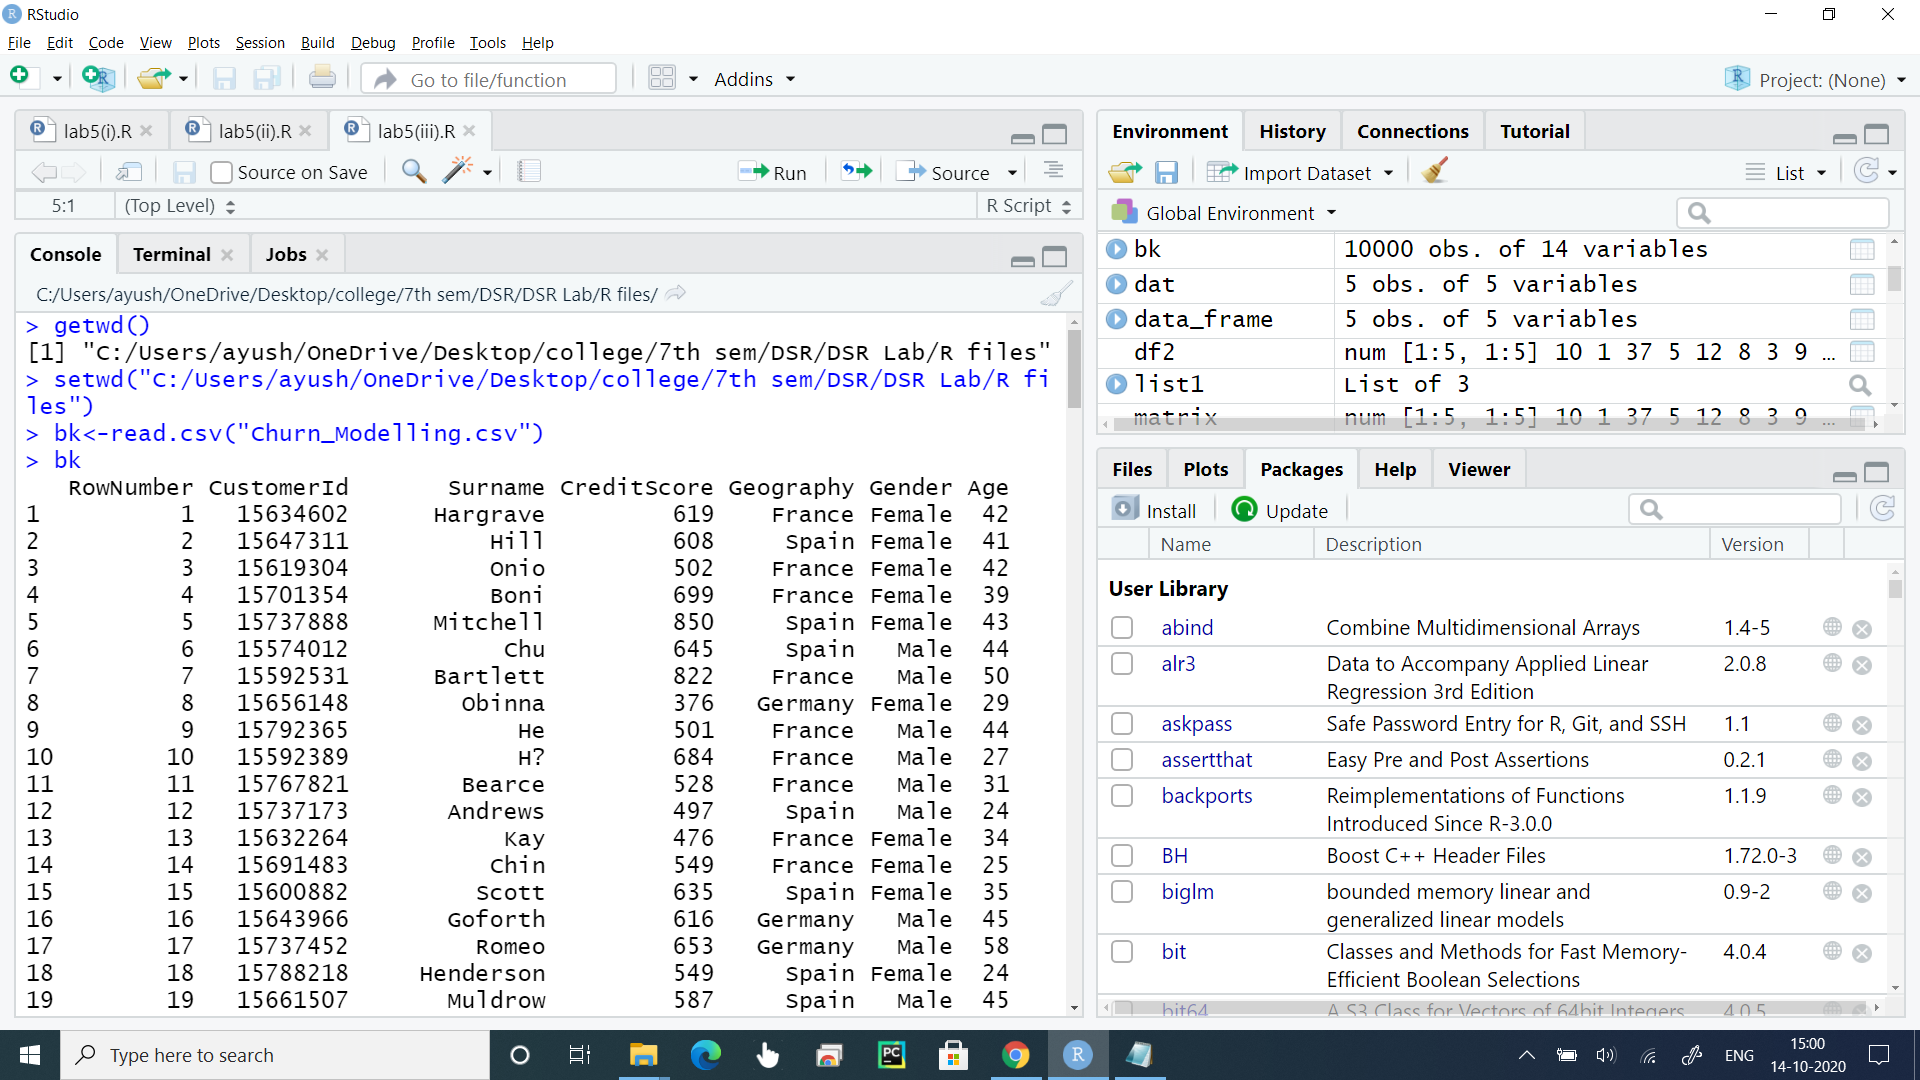 RStudio
File Edit Code View Plots Session Build Debug Profile Tools Help
Go to file/function
Addins
Project: (None)
lab5(i).R
lab5(ii).R
lab5(iii).R
Source on Save
Run
Source
5:1
(Top Level)
R Script
Console
Terminal
Jobs
C:/Users/ayush/OneDrive/Desktop/college/7th sem/DSR/DSR Lab/R files/
> getwd()
[1] "C:/Users/ayush/OneDrive/Desktop/college/7th sem/DSR/DSR Lab/R files"
> setwd("C:/Users/ayush/OneDrive/Desktop/college/7th sem/DSR/DSR Lab/R fi
les")
> bk<-read.csv("Churn_Modelling.csv")
> bk
RowNumber CustomerId Surname CreditScore Geography Gender Age
1 1 15634602 Hargrave 619 France Female 42
2 2 15647311 Hill 608 Spain Female 41
3 3 15619304 Onio 502 France Female 42
4 4 15701354 Boni 699 France Female 39
5 5 15737888 Mitchell 850 Spain Female 43
6 6 15574012 Chu 645 Spain Male 44
7 7 15592531 Bartlett 822 France Male 50
8 8 15656148 Obinna 376 Germany Female 29
9 9 15792365 He 501 France Male 44
10 10 15592389 H? 684 France Male 27
11 11 15767821 Bearce 528 France Male 31
12 12 15737173 Andrews 497 Spain Male 24
13 13 15632264 Kay 476 France Female 34
14 14 15691483 Chin 549 France Female 25
15 15 15600882 Scott 635 Spain Female 35
16 16 15643966 Goforth 616 Germany Male 45
17 17 15737452 Romeo 653 Germany Male 58
18 18 15788218 Henderson 549 Spain Female 24
19 19 15661507 Muldrow 587 Spain Male 45
Environment
History
Connections
Tutorial
Import Dataset
List
Global Environment
bk 10000 obs. of 14 variables
dat 5 obs. of 5 variables
data_frame 5 obs. of 5 variables
df2 num [1:5, 1:5] 10 1 37 5 12 8 3 9 ...
list1 List of 3
matrix num [1:5, 1:5] 10 1 37 5 12 8 3 9 ...
Files
Plots
Packages
Help
Viewer
Install
Update
Name Description Version
User Library
abind Combine Multidimensional Arrays 1.4-5
alr3 Data to Accompany Applied Linear 2.0.8
Regression 3rd Edition
askpass Safe Password Entry for R, Git, and SSH 1.1
assertthat Easy Pre and Post Assertions 0.2.1
backports Reimplementations of Functions 1.1.9
Introduced Since R-3.0.0
BH Boost C++ Header Files 1.72.0-3
biglm bounded memory linear and 0.9-2
generalized linear models
bit Classes and Methods for Fast Memory- 4.0.4
Efficient Boolean Selections
bit64 A S3 Class for Vectors of 64bit Integers 4.0.5
Type here to search
PC
R
ENG
15:00
14-10-2020